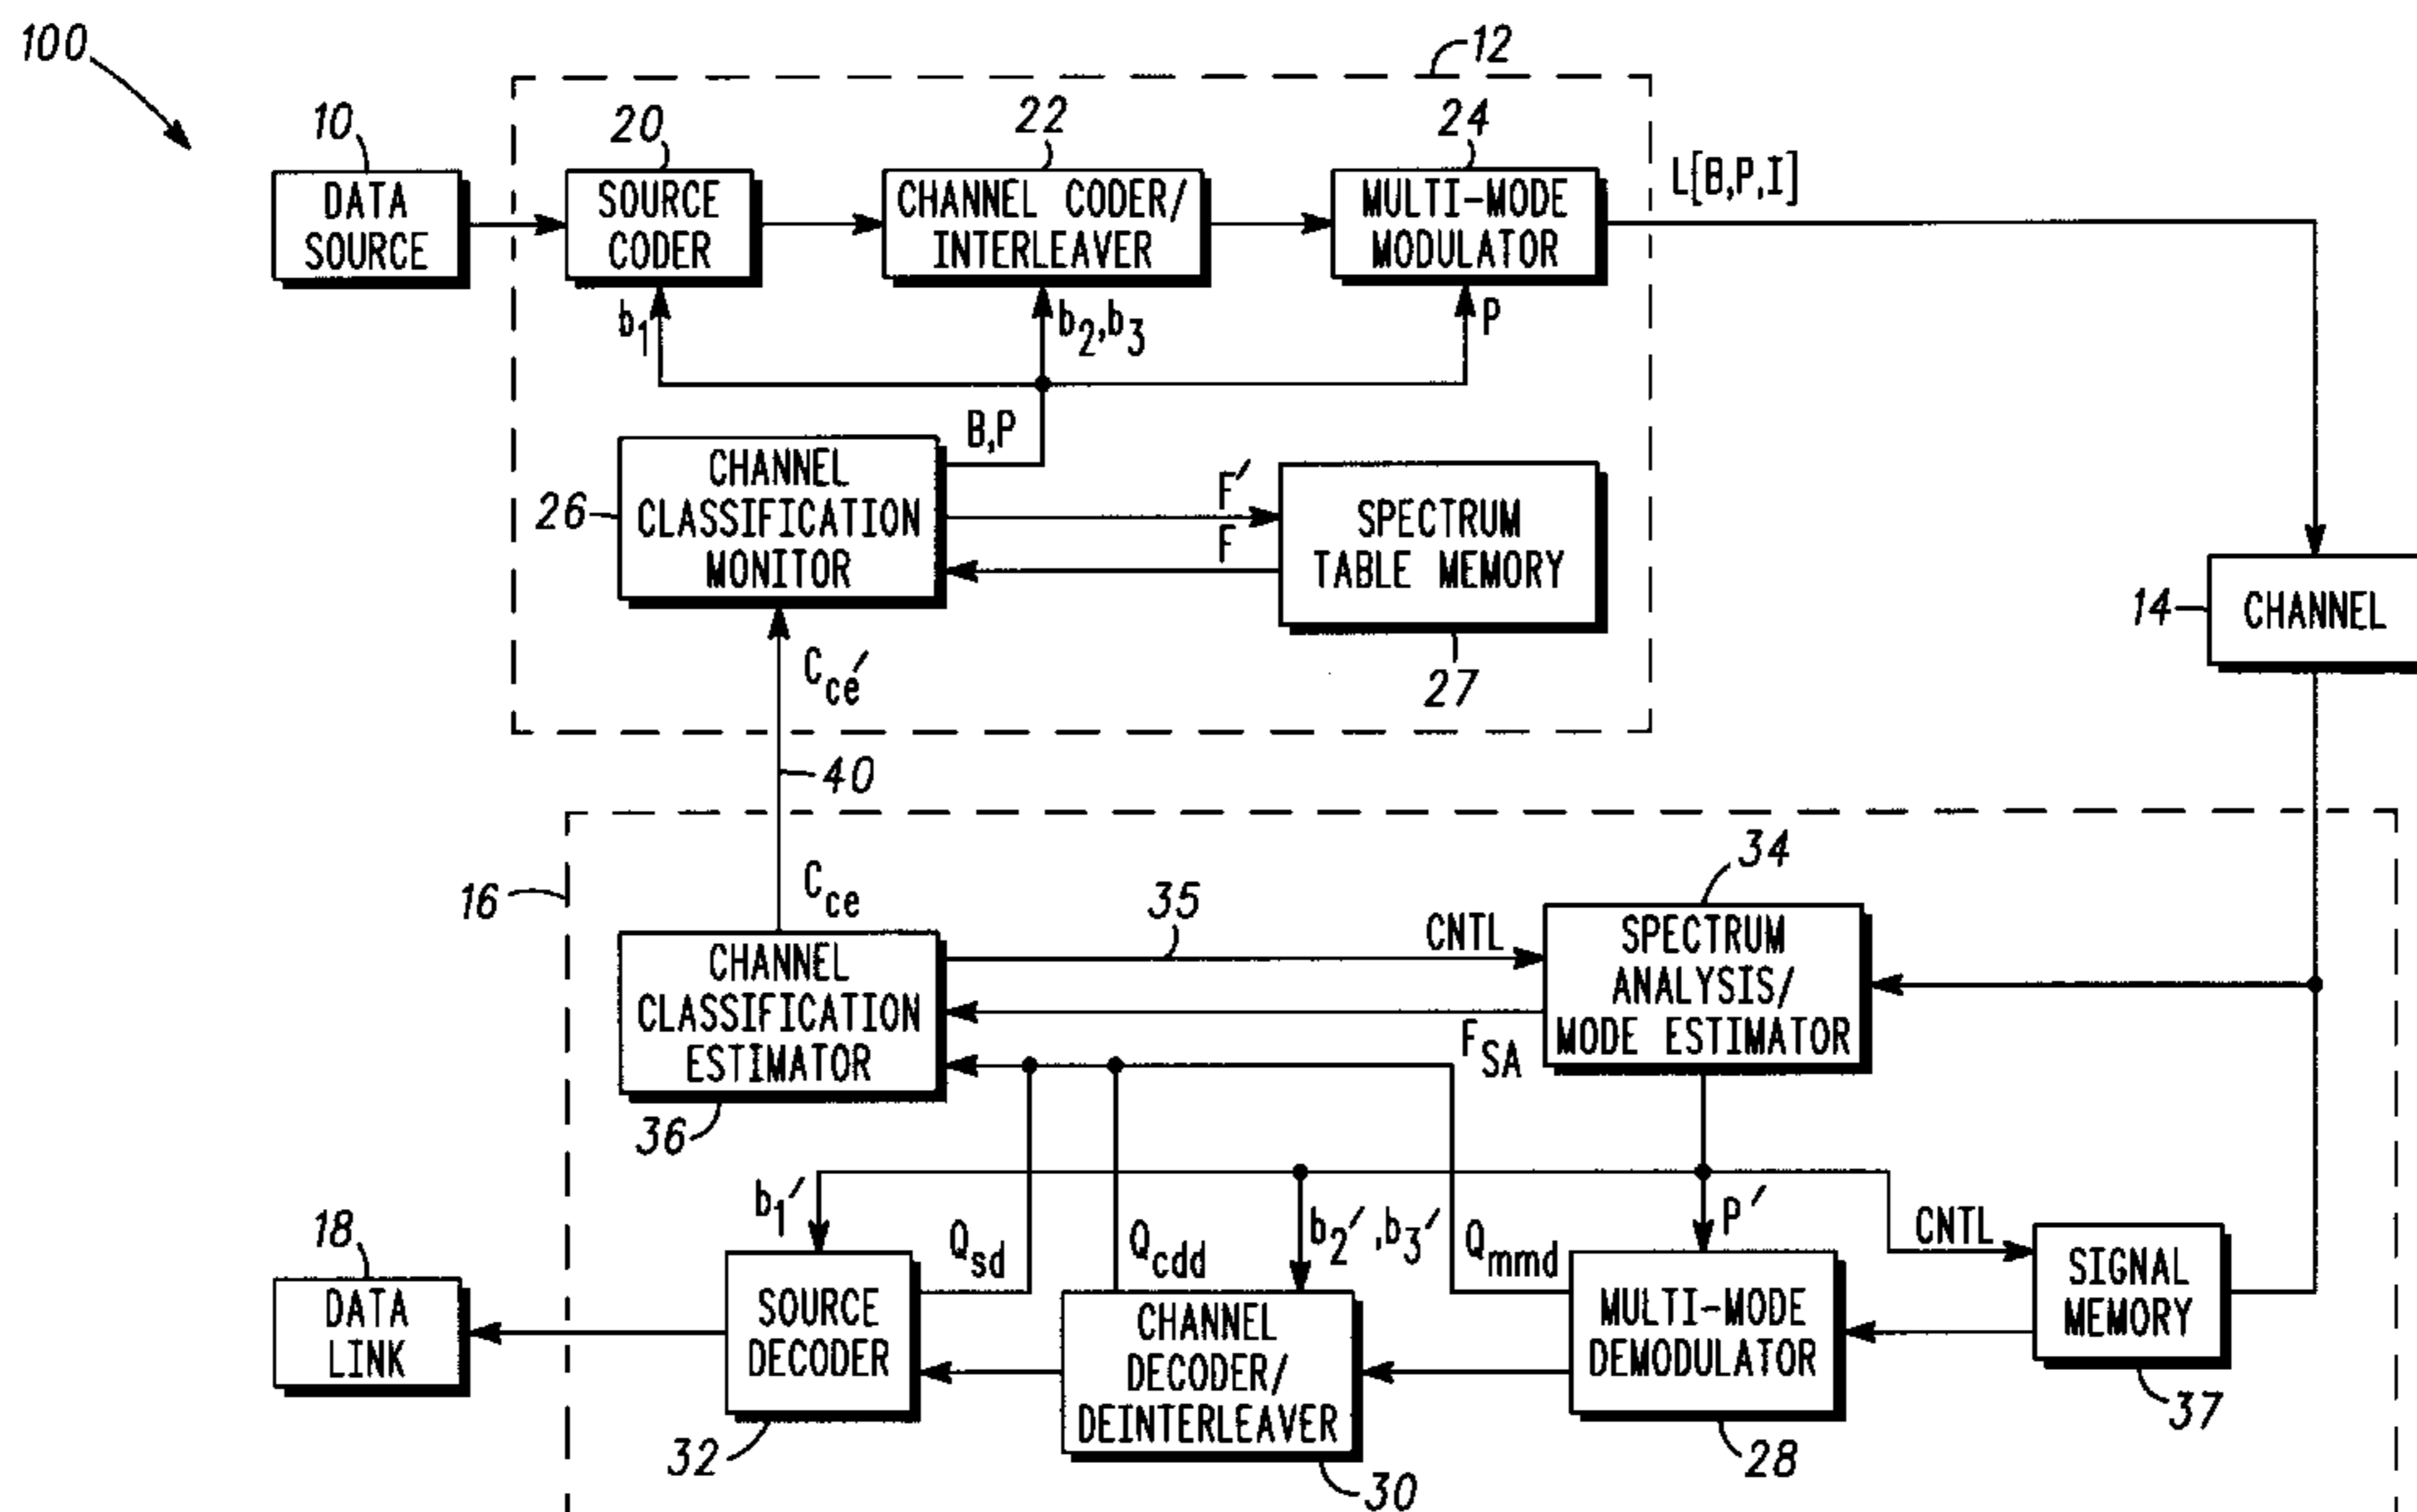 100
12
10
20
22
24
DATA
SOURCE
SOURCE
CODER
CHANNEL CODER/
INTERLEAVER
MULTI-MODE
MODULATOR
L[B,P,I]
b1
b2,b3
P
B,P
26
CHANNEL
CLASSIFICATION
MONITOR
F′
F
SPECTRUM
TABLE MEMORY
27
14
CHANNEL
Cce′
40
16
Cce
35
34
CHANNEL
CLASSIFICATION
ESTIMATOR
36
CNTL
FSA
SPECTRUM
ANALYSIS/
MODE ESTIMATOR
b1′
Qsd
Qcdd
b2′,b3′
Qmmd
P′
CNTL
18
DATA
LINK
SOURCE
DECODER
32
CHANNEL
DECODER/
DEINTERLEAVER
30
MULTI-MODE
DEMODULATOR
28
SIGNAL
MEMORY
37